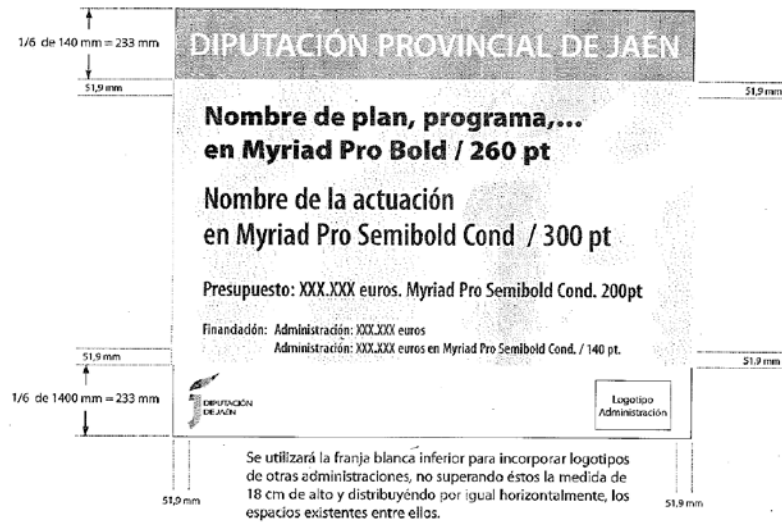 1/6 de 140 mm = 233 mm
DIPUTACIÓN PROVINCIAL DE JAÉN
51,9 mm
51,9 mm
Nombre de plan, programa,...
en Myriad Pro Bold / 260 pt
Nombre de la actuación
en Myriad Pro Semibold Cond / 300 pt
Presupuesto: XXX.XXX euros. Myriad Pro Semibold Cond. 200pt
Financiación: Administración: XXX.XXX euros
Administración: XXX.XXX euros en Myriad Pro Semibold Cond. / 140 pt.
51,9 mm
51,9 mm
1/6 de 1400 mm = 233 mm
DIPUTACIÓN
DE JAÉN
Logotipo
Administración
Se utilizará la franja blanca inferior para incorporar logotipos
de otras administraciones, no superando éstos la medida de
18 cm de alto y distribuyéndo por igual horizontalmente, los
espacios existentes entre ellos.
51,9 mm
51,9 mm